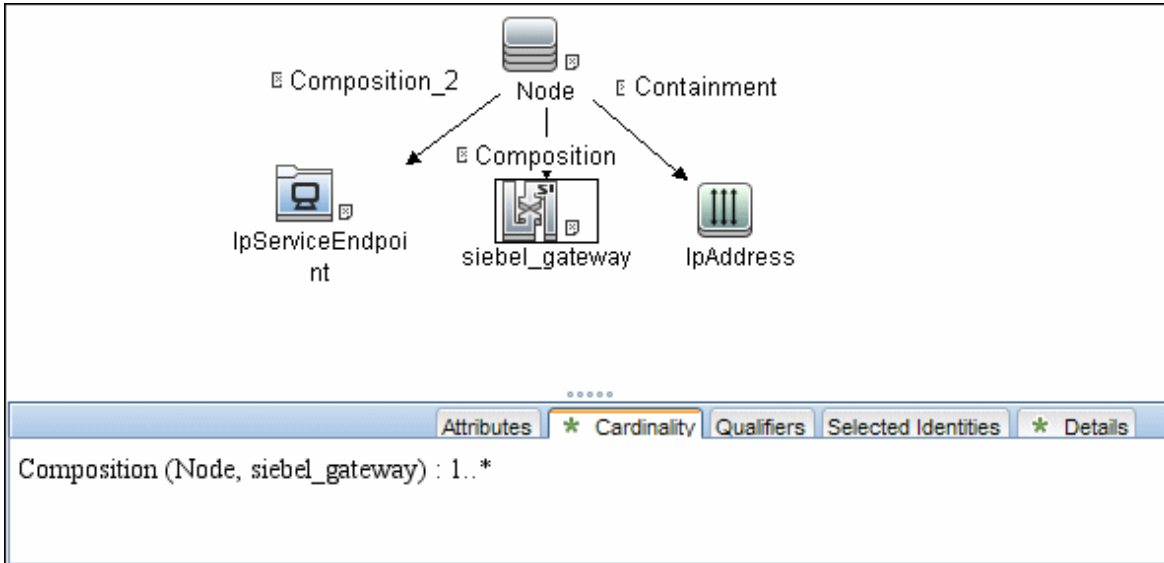 Composition_2
Node
Containment
Composition
IpServiceEndpoi
nt
siebel_gateway
IpAddress
Attributes * Cardinality Qualifiers Selected Identities * Details
Composition (Node, siebel_gateway) : 1..*